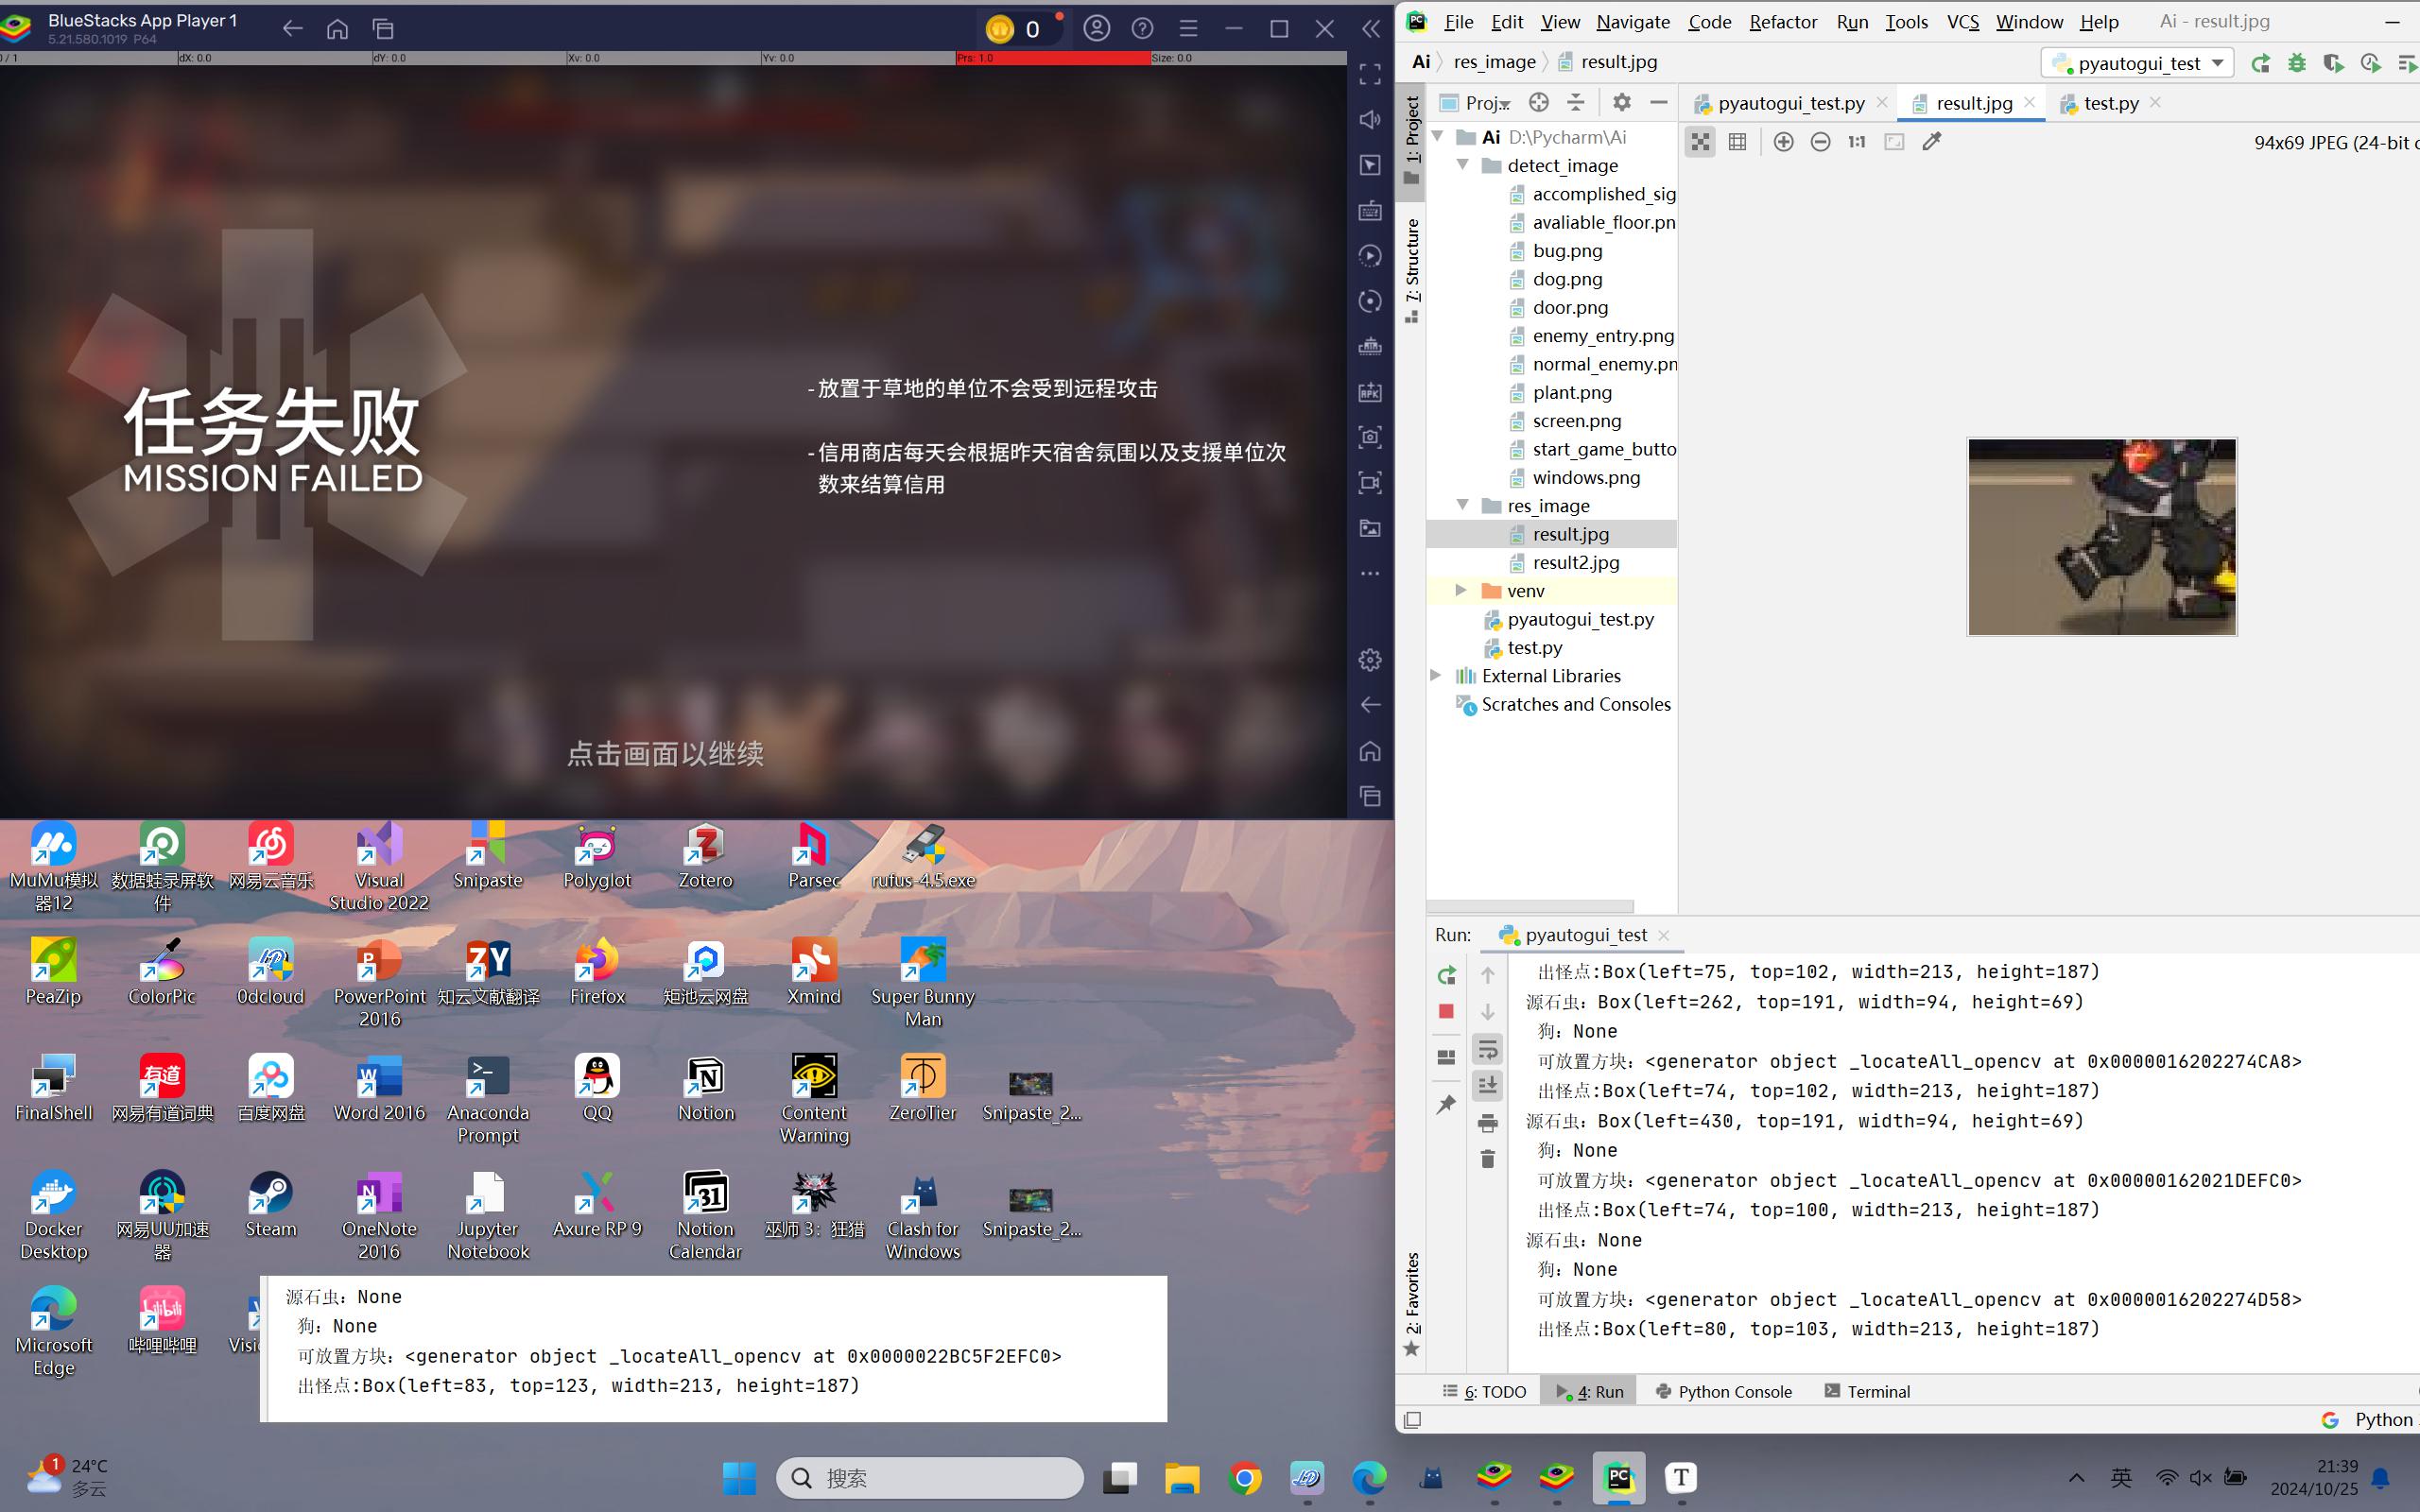 BlueStacks App Player 1
5.21.580.1019 P64
0
0 / 1 dX: 0.0 dY: 0.0 Xv: 0.0 Yv: 0.0 Prs: 1.0 Size: 0.0
任务失败
MISSION FAILED
- 放置于草地的单位不会受到远程攻击
- 信用商店每天会根据昨天宿舍氛围以及支援单位次
数来结算信用
点击画面以继续
File Edit View Navigate Code Refactor Run Tools VCS Window Help Ai - result.jpg
Ai res_image result.jpg pyautogui_test
1: Project
7: Structure
2: Favorites
Proj..
pyautogui_test.py result.jpg test.py
1:1
94x69 JPEG (24-bit c
Ai D:\Pycharm\Ai
detect_image
accomplished_sig
avaliable_floor.pn
bug.png
dog.png
door.png
enemy_entry.png
normal_enemy.pn
plant.png
screen.png
start_game_butto
windows.png
res_image
result.jpg
result2.jpg
venv
pyautogui_test.py
test.py
External Libraries
Scratches and Consoles
Run: pyautogui_test
出怪点:Box(left=75, top=102, width=213, height=187)
源石虫: Box(left=262, top=191, width=94, height=69)
狗: None
可放置方块: <generator object _locateAll_opencv at 0x0000016202274CA8>
出怪点:Box(left=74, top=102, width=213, height=187)
源石虫: Box(left=430, top=191, width=94, height=69)
狗: None
可放置方块: <generator object _locateAll_opencv at 0x00000162021DEFC0>
出怪点:Box(left=74, top=100, width=213, height=187)
源石虫: None
狗: None
可放置方块: <generator object _locateAll_opencv at 0x0000016202274D58>
出怪点:Box(left=80, top=103, width=213, height=187)
6: TODO 4: Run Python Console Terminal
Python
MuMu模拟 数据蛙录屏软 网易云音乐 Visual Snipaste Polyglot Zotero Parsec rufus-4.5.exe
器12 件 Studio 2022
PeaZip ColorPic 0dcloud PowerPoint 知云文献翻译 Firefox 矩池云网盘 Xmind Super Bunny
2016 Man
FinalShell 网易有道词典 百度网盘 Word 2016 Anaconda QQ Notion Content ZeroTier Snipaste_2...
Prompt Warning
Docker 网易UU加速 Steam OneNote Jupyter Axure RP 9 Notion 巫师 3：狂猎 Clash for Snipaste_2...
Desktop 器 2016 Notebook Calendar Windows
Microsoft 哔哩哔哩 Visi
Edge
源石虫: None
狗: None
可放置方块: <generator object _locateAll_opencv at 0x0000022BC5F2EFC0>
出怪点:Box(left=83, top=123, width=213, height=187)
1 24°C
多云
搜索
英
21:39
2024/10/25